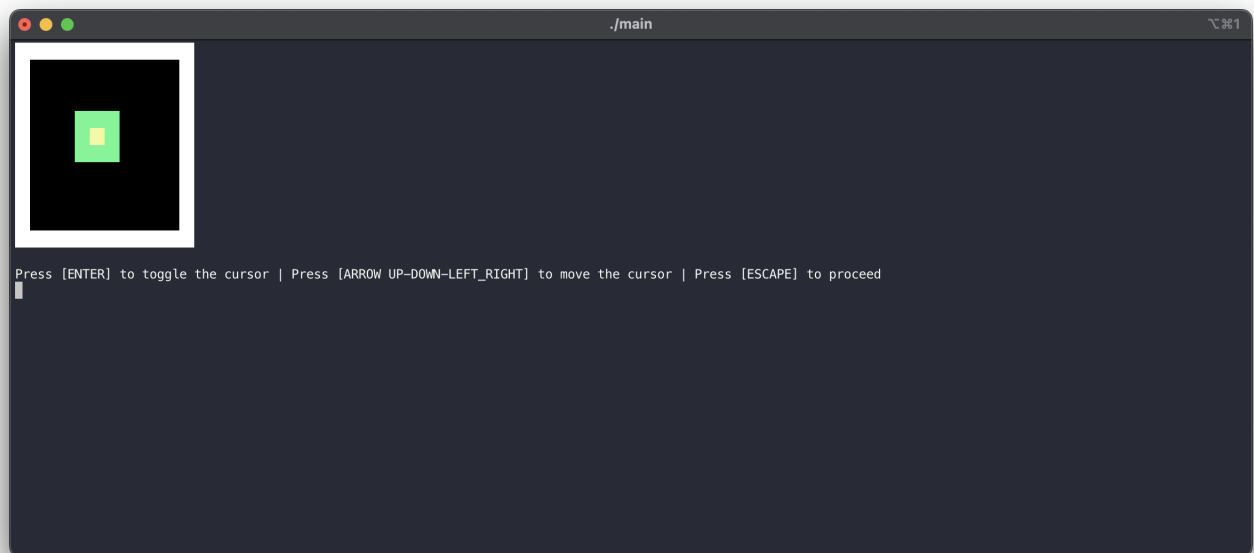 ./main
⌥⌘1
Press [ENTER] to toggle the cursor | Press [ARROW UP-DOWN-LEFT_RIGHT] to move the cursor | Press [ESCAPE] to proceed